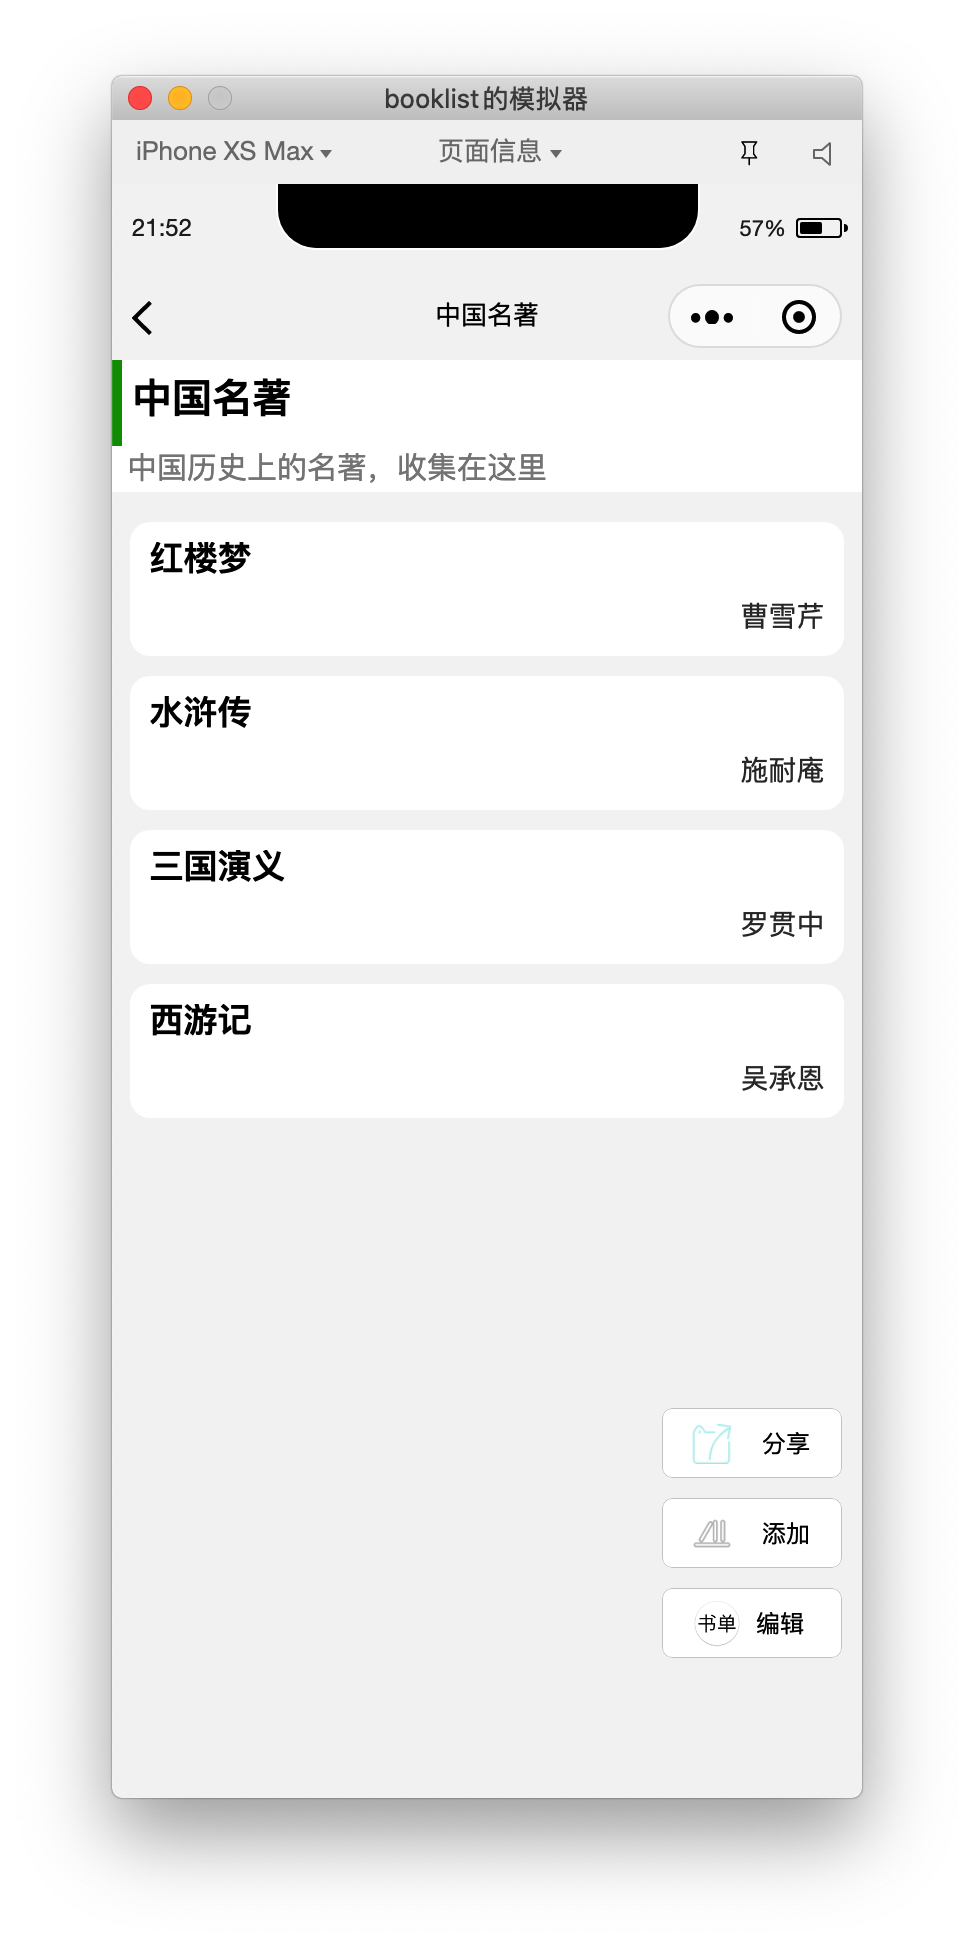 booklist的模拟器
iPhone XS Max 页面信息
21:52 57%
中国名著
中国名著
中国历史上的名著，收集在这里
红楼梦
曹雪芹
水浒传
施耐庵
三国演义
罗贯中
西游记
吴承恩
分享
添加
书单 编辑